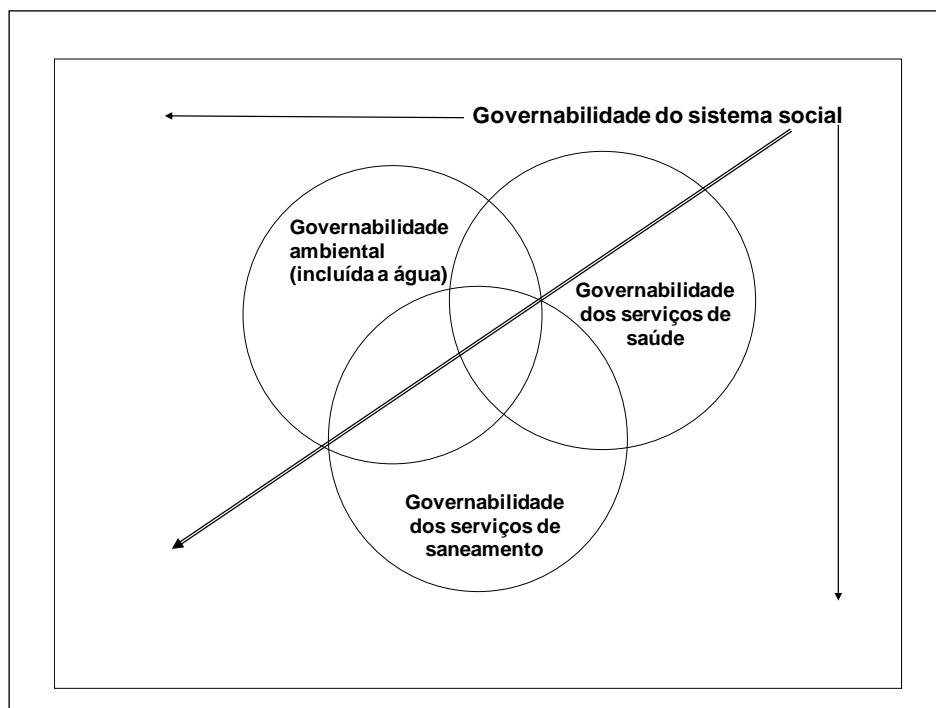 Governabilidade do sistema social
Governabilidade
ambiental
(incluída a água)
Governabilidade
dos serviços de
saúde
Governabilidade
dos serviços de
saneamento